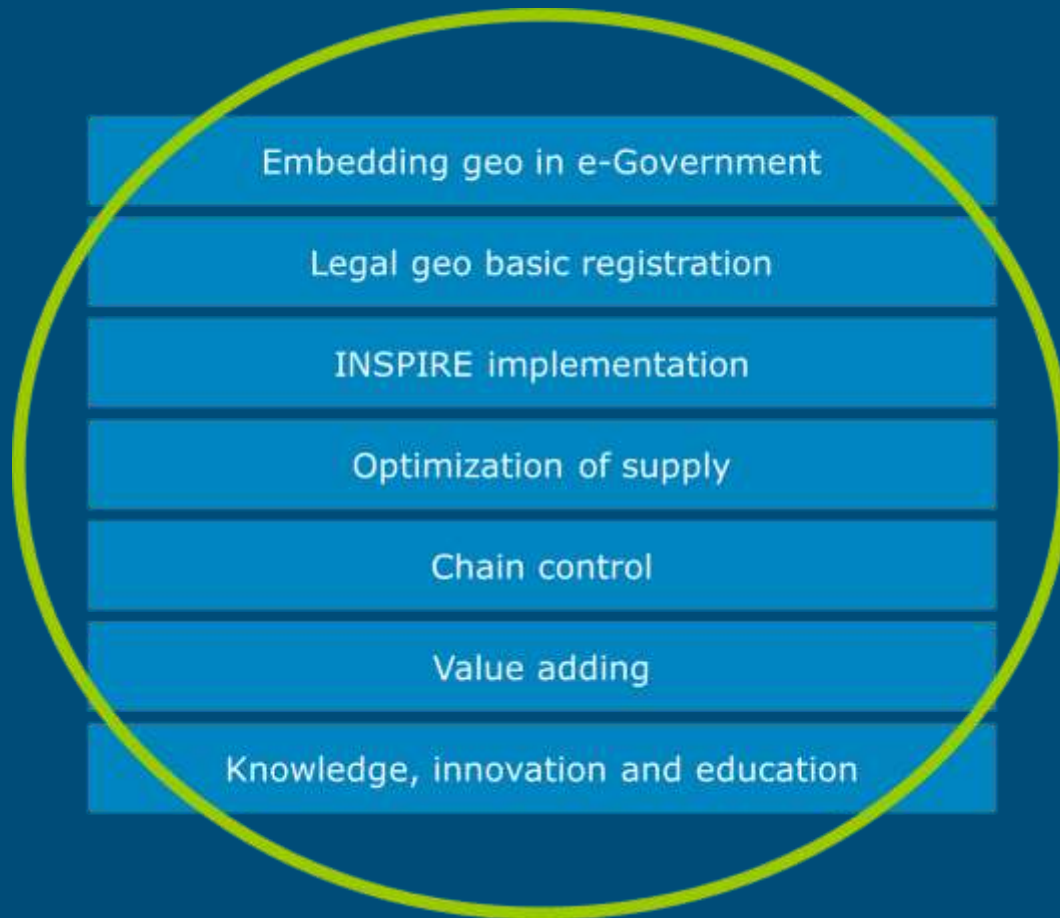 Embedding geo in e-Government
Legal geo basic registration
INSPIRE implementation
Optimization of supply
Chain control
Value adding
Knowledge, innovation and education